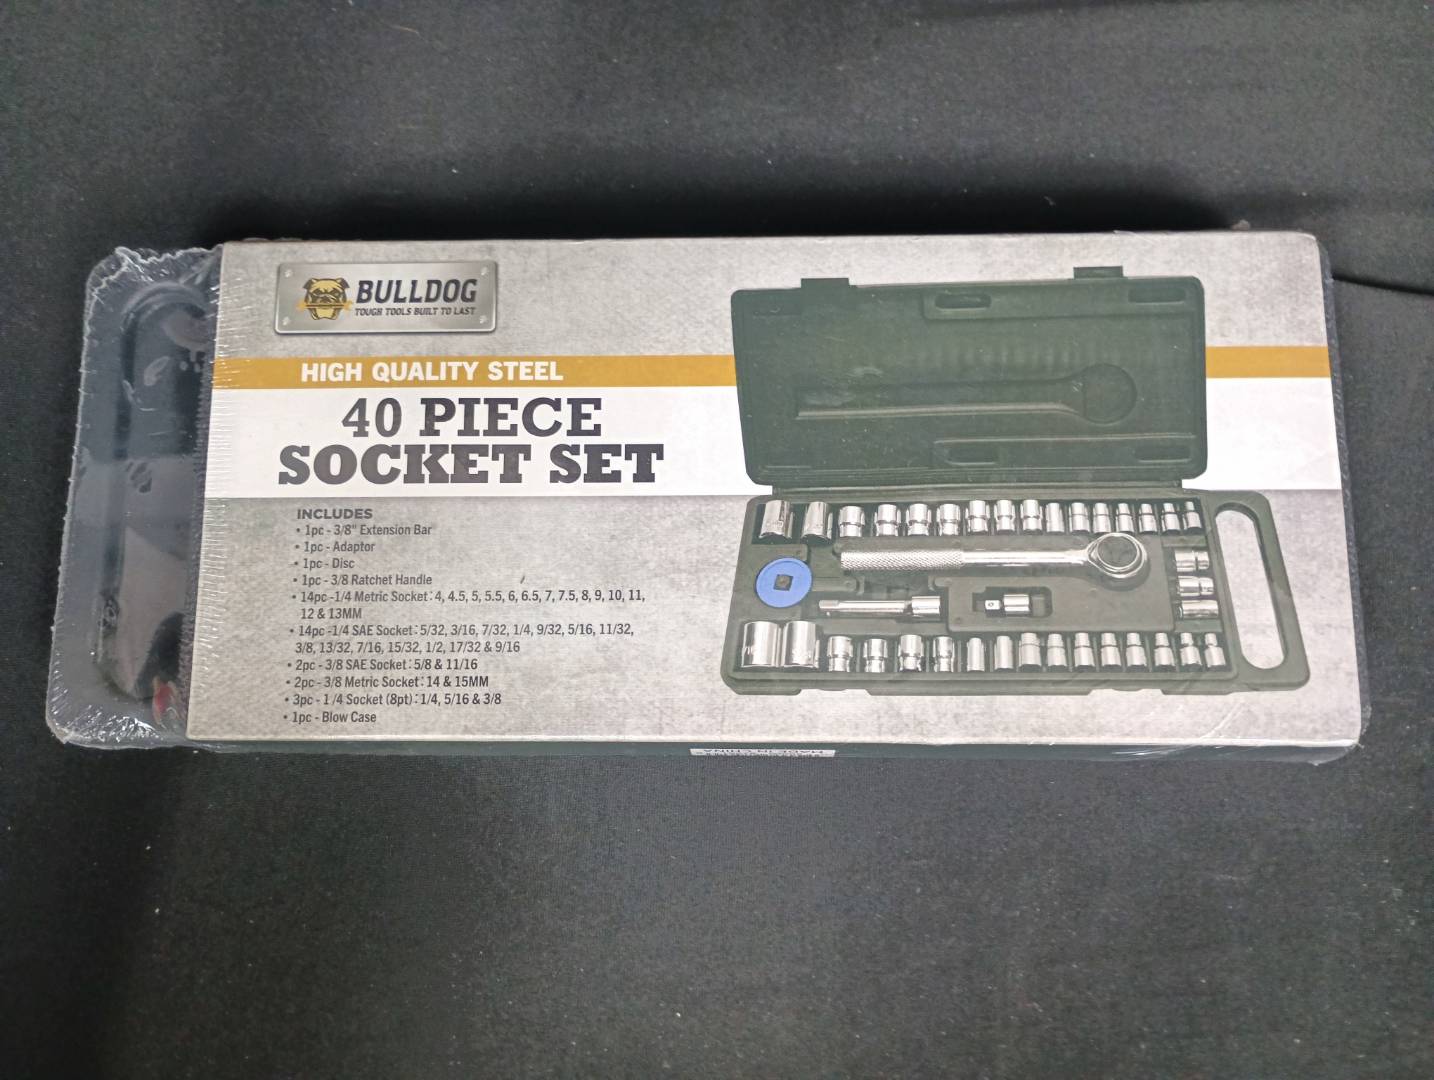 BULLDOG
TOUGH TOOLS BUILT TO LAST
HIGH QUALITY STEEL
40 PIECE
SOCKET SET
INCLUDES
• 1pc - 3/8" Extension Bar
• 1pc - Adaptor
• 1pc - Disc
• 1pc - 3/8 Ratchet Handle
• 14pc -1/4 Metric Socket: 4, 4.5, 5, 5.5, 6, 6.5, 7, 7.5, 8, 9, 10, 11,
12 & 13MM
• 14pc -1/4 SAE Socket: 5/32, 3/16, 7/32, 1/4, 9/32, 5/16, 11/32,
3/8, 13/32, 7/16, 15/32, 1/2, 17/32 & 9/16
• 2pc - 3/8 SAE Socket: 5/8 & 11/16
• 2pc - 3/8 Metric Socket: 14 & 15MM
• 3pc - 1/4 Socket (8pt): 1/4, 5/16 & 3/8
• 1pc - Blow Case
MADE IN CHINA